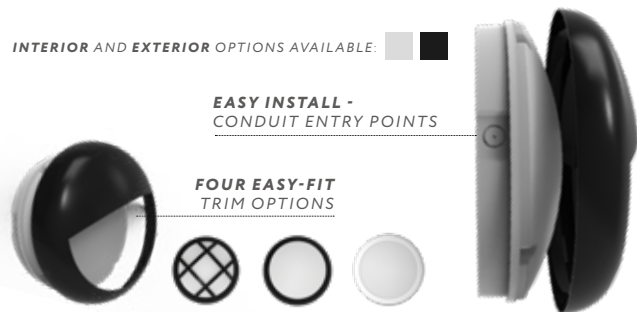 INTERIOR AND EXTERIOR OPTIONS AVAILABLE:
EASY INSTALL -
CONDUIT ENTRY POINTS
FOUR EASY-FIT
TRIM OPTIONS